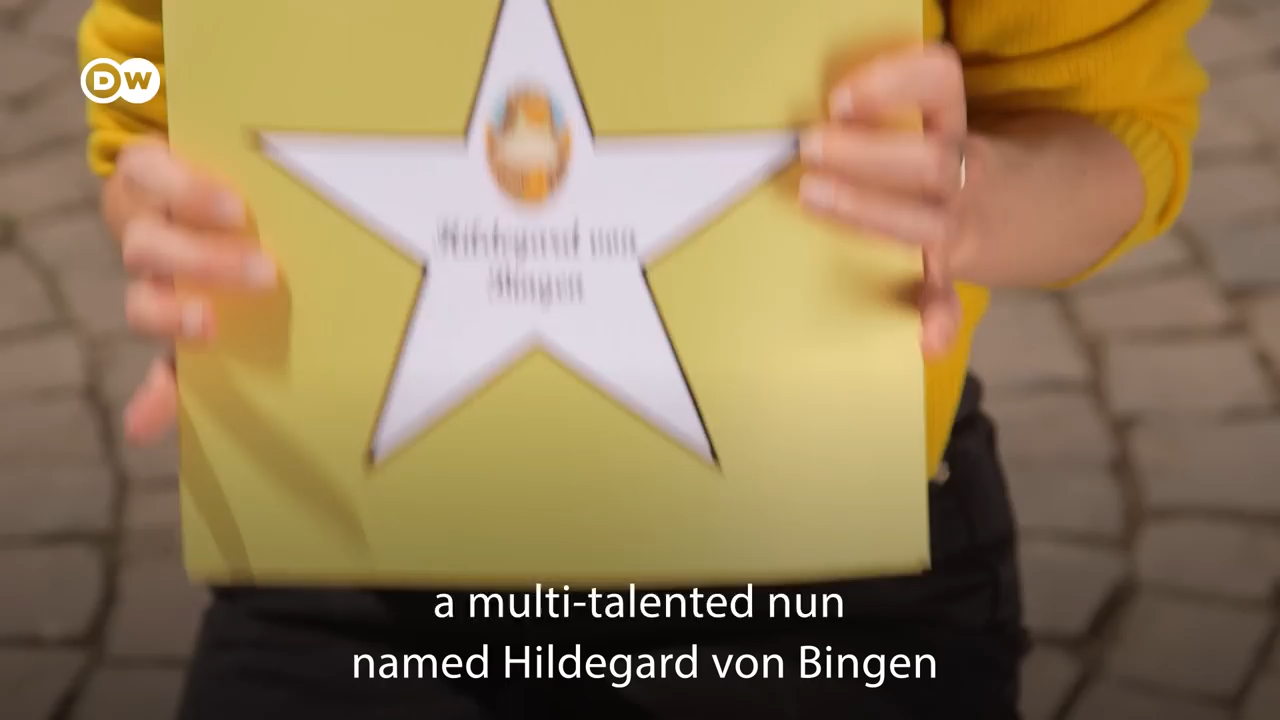 DW
Hildegard von
Bingen
a multi-talented nun
named Hildegard von Bingen